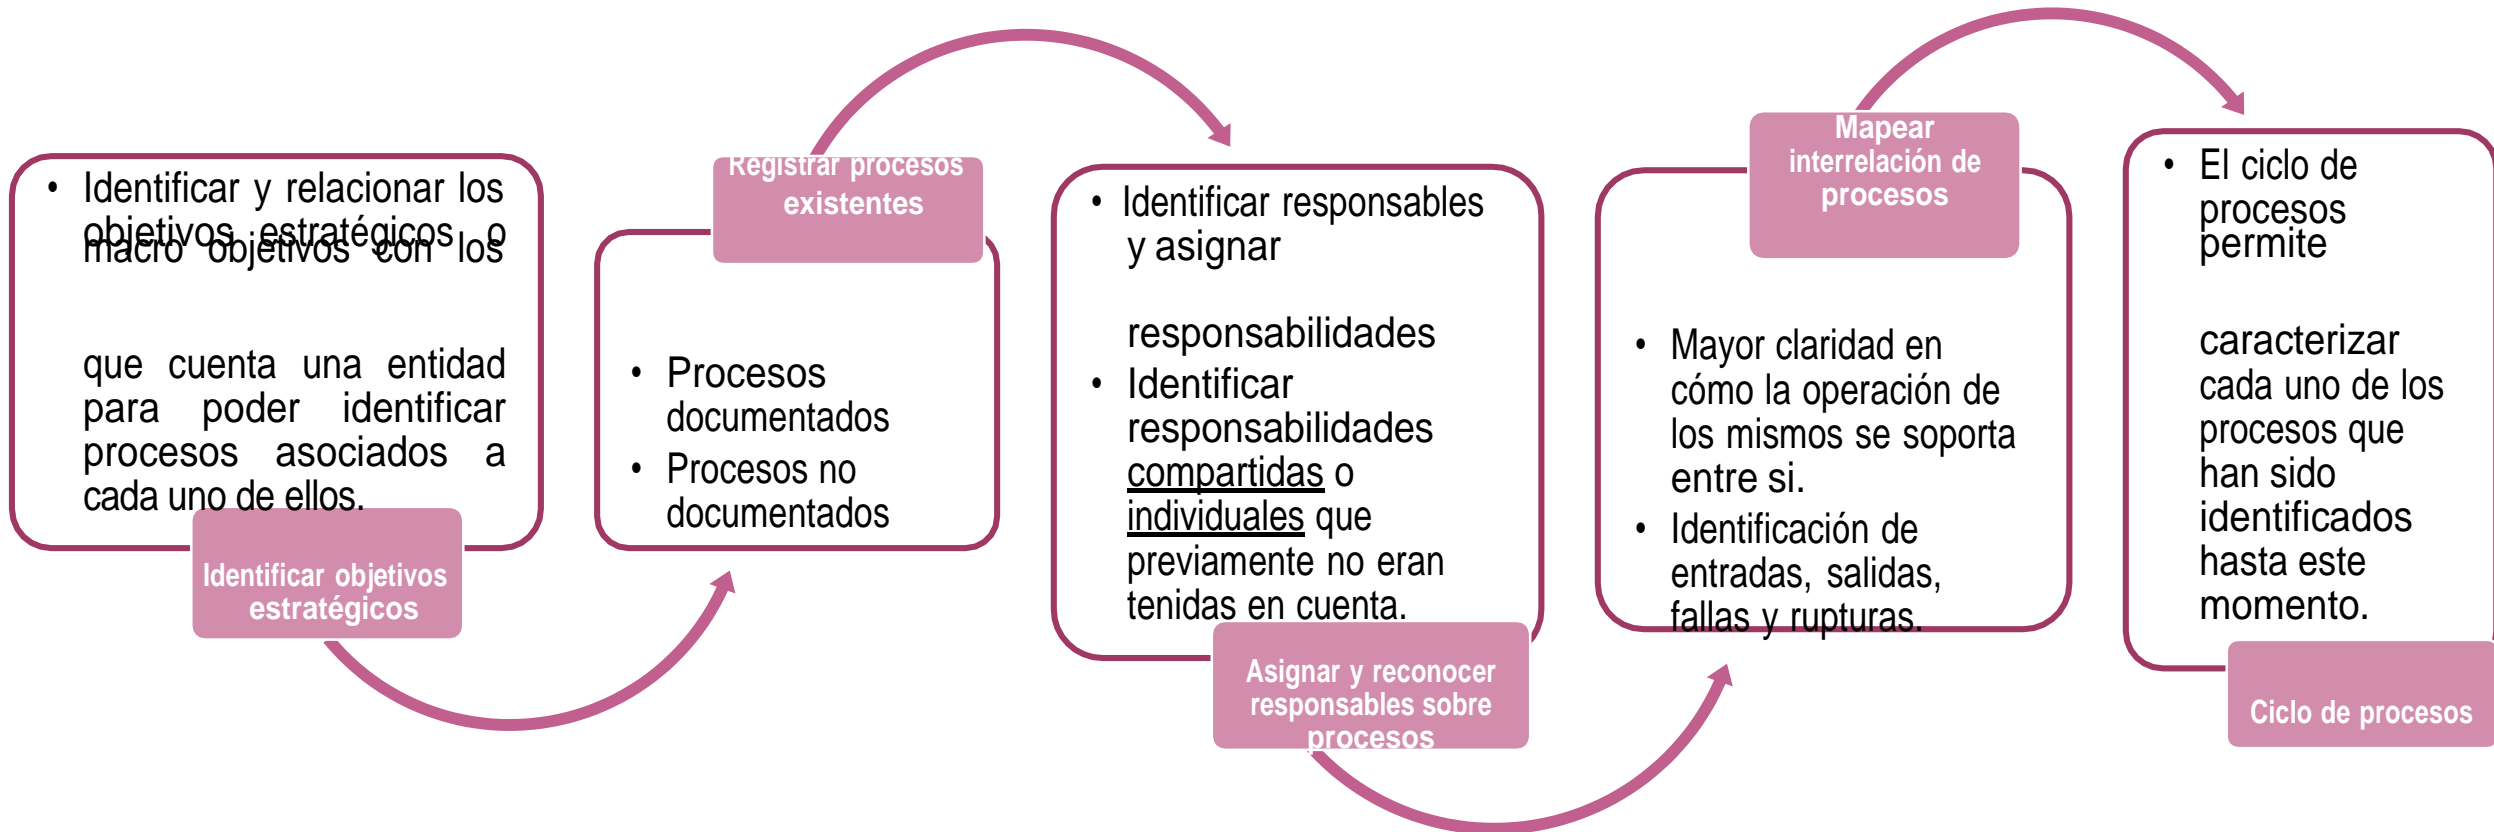 • Identificar y relacionar los
objetivos estratégicos o
macro objetivos con los
que cuenta una entidad
para poder identificar
procesos asociados a
cada uno de ellos.
Identificar objetivos
estratégicos
Registrar procesos
existentes
• Procesos
documentados
• Procesos no
documentados
• Identificar responsables
y asignar
responsabilidades
• Identificar
responsabilidades
compartidas o
individuales que
previamente no eran
tenidas en cuenta.
Asignar y reconocer
responsables sobre
procesos
Mapear
interrelación de
procesos
• Mayor claridad en
cómo la operación de
los mismos se soporta
entre si.
• Identificación de
entradas, salidas,
fallas y rupturas.
• El ciclo de
procesos
permite
caracterizar
cada uno de los
procesos que
han sido
identificados
hasta este
momento.
Ciclo de procesos